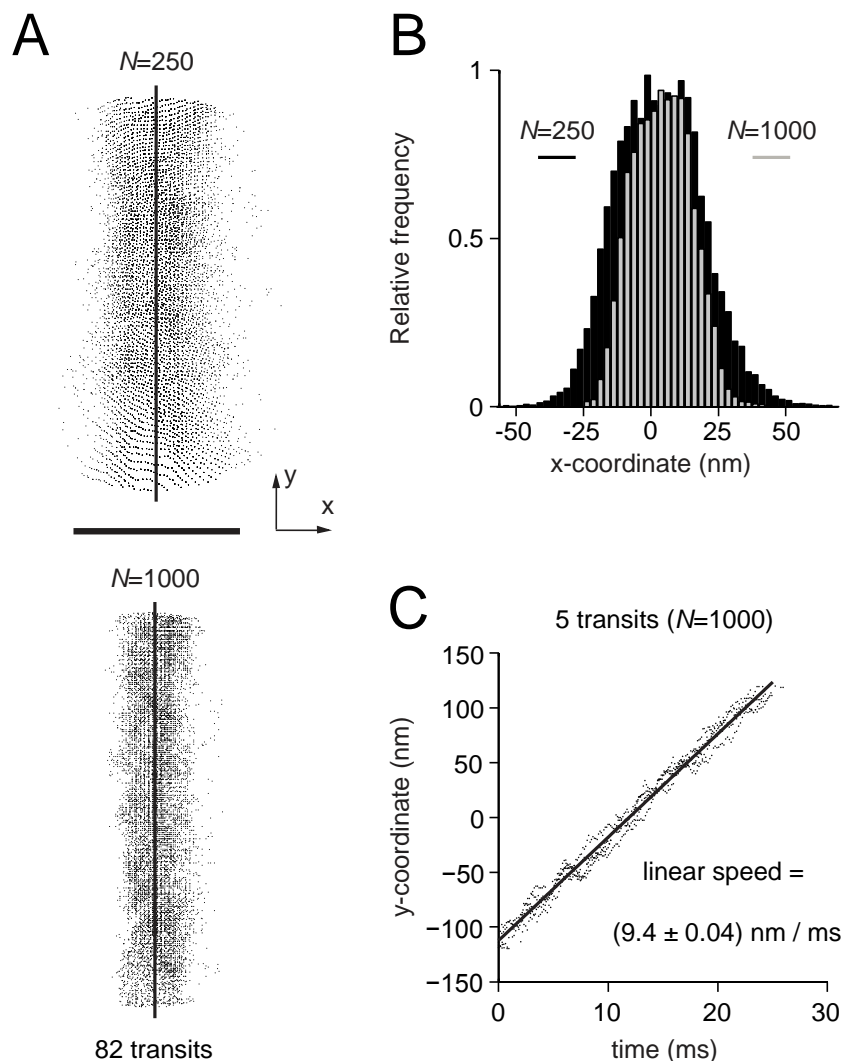 A
N=250
y
x
N=1000
82 transits
B
1
0.5
0
Relative frequency
N=250
N=1000
-50
-25
0
25
50
x-coordinate (nm)
C
5 transits (N=1000)
150
100
50
0
−50
−100
−150
y-coordinate (nm)
linear speed =
(9.4 ± 0.04) nm / ms
0
10
20
30
time (ms)